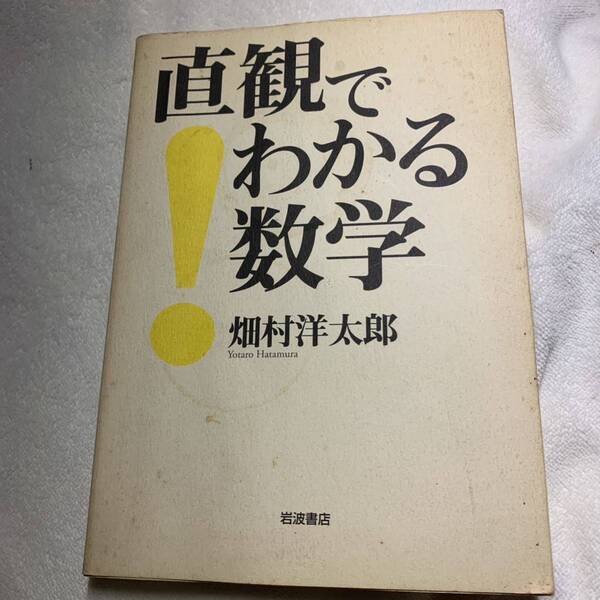 直観で
わかる
数学
!
畑村洋太郎
Yotaro Hatamura
岩波書店